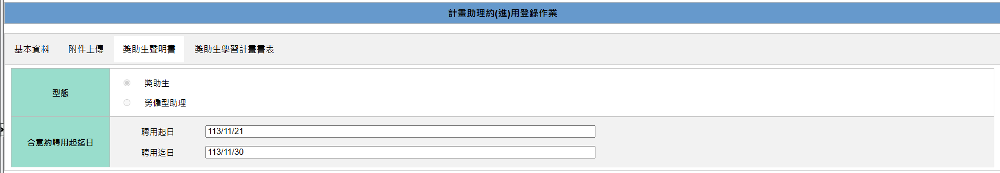 計畫助理約(進)用登錄作業
基本資料 附件上傳 獎助生聲明書 獎助生學習計畫書表
型態
獎助生
勞僱型助理
合意約聘用起迄日
聘用起日 113/11/21
聘用迄日 113/11/30